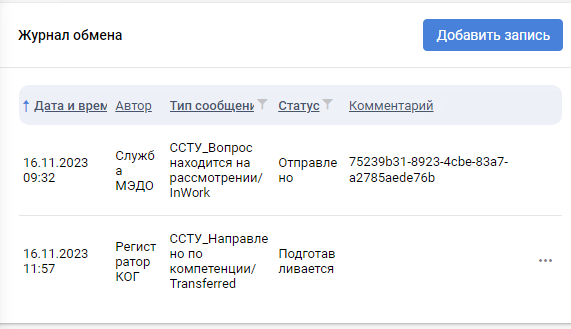 Журнал обмена
Добавить запись
↑ Дата и врем
Автор
Тип сообщени
Статус
Комментарий
16.11.2023
09:32
Служб
а
МЭДО
ССТУ_Вопрос
находится на
рассмотрении/
InWork
Отправле
но
75239b31-8923-4cbe-83a7-
a2785aede76b
16.11.2023
11:57
Регист
ратор
КОГ
ССТУ_Направле
но по
компетенции/
Transferred
Подготав
ливается